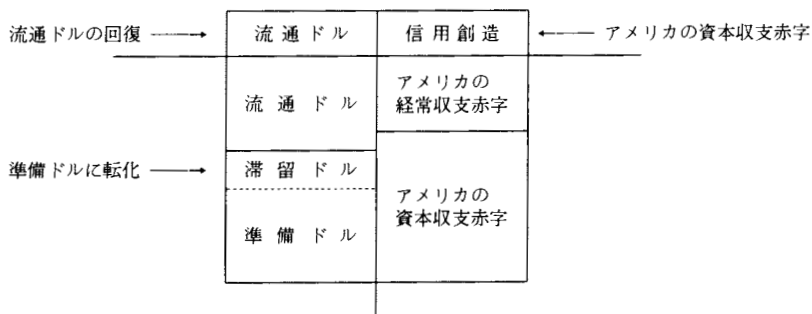 流通ドルの回復
流通ドル
信用創造
アメリカの資本収支赤字
流通ドル
アメリカの
経常収支赤字
準備ドルに転化
滞留ドル
アメリカの
資本収支赤字
準備ドル